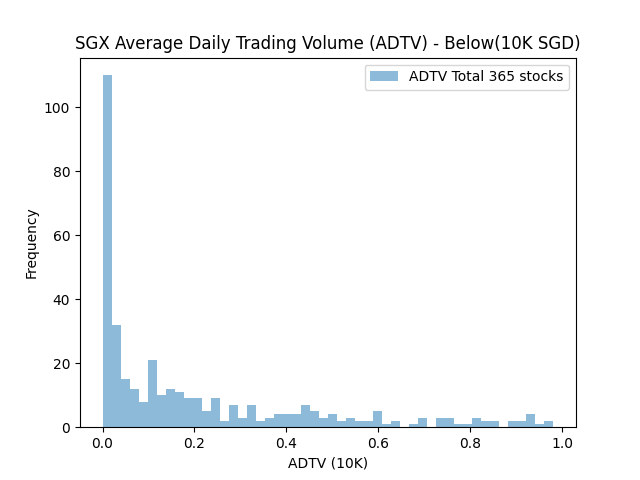 SGX Average Daily Trading Volume (ADTV) - Below(10K SGD)
ADTV Total 365 stocks
100
80
60
40
20
0
Frequency
0.0 0.2 0.4 0.6 0.8 1.0
ADTV (10K)